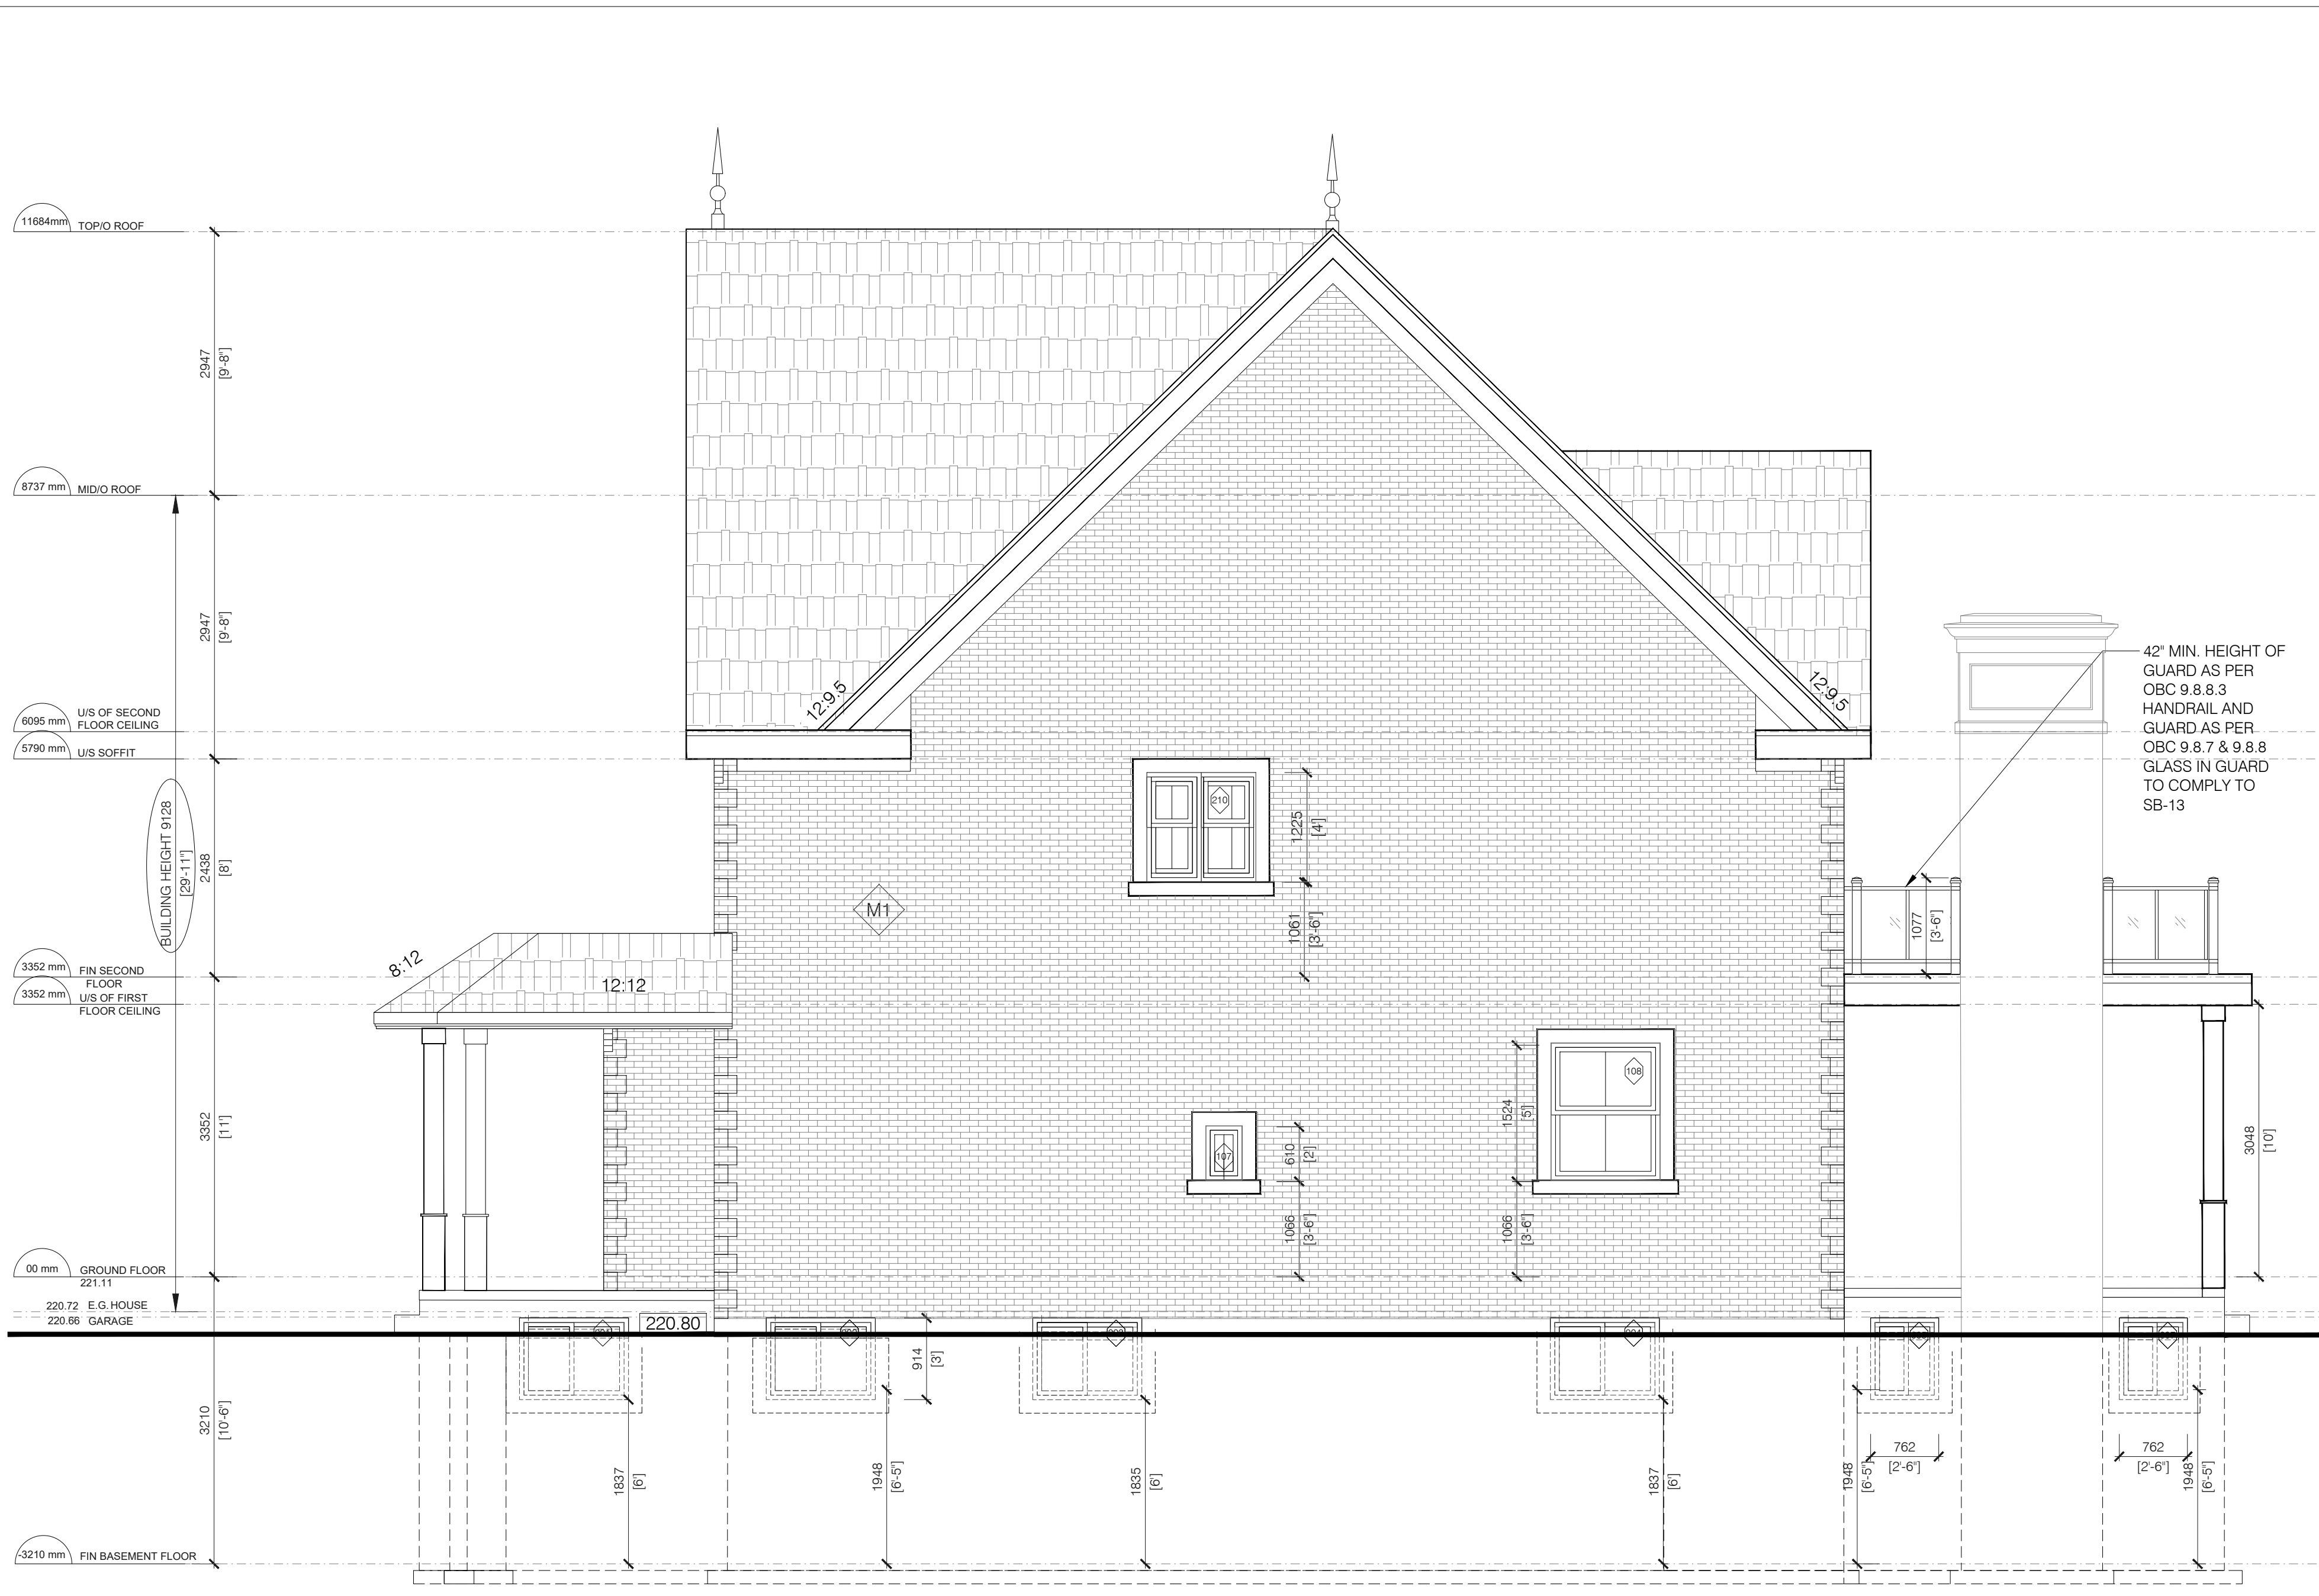 11684mm TOP/O ROOF
2947
[9'-8"]
8737 mm MID/O ROOF
2947
[9'-8"]
12:9.5
12:9.5
42" MIN. HEIGHT OF
GUARD AS PER
OBC 9.8.8.3
HANDRAIL AND
GUARD AS PER
OBC 9.8.7 & 9.8.8
GLASS IN GUARD
TO COMPLY TO
SB-13
6095 mm U/S OF SECOND
FLOOR CEILING
5790 mm U/S SOFFIT
BUILDING HEIGHT 9128
[29'-11"]
2438
[8']
210
1225
[4']
M1
1061
[3'-6"]
1077
[3'-6"]
8:12
12:12
3352 mm FIN SECOND
FLOOR
3352 mm U/S OF FIRST
FLOOR CEILING
3352
[11']
107
610
[2']
1066
[3'-6"]
108
1524
[5']
1066
[3'-6"]
3048
[10']
00 mm GROUND FLOOR
221.11
220.72 E.G. HOUSE
220.66 GARAGE
220.80
914
[3']
3210
[10'-6"]
1837
[6']
1948
[6'-5"]
1835
[6']
1837
[6']
1948
[6'-5"]
762
[2'-6"]
762
[2'-6"]
1948
[6'-5"]
-3210 mm FIN BASEMENT FLOOR